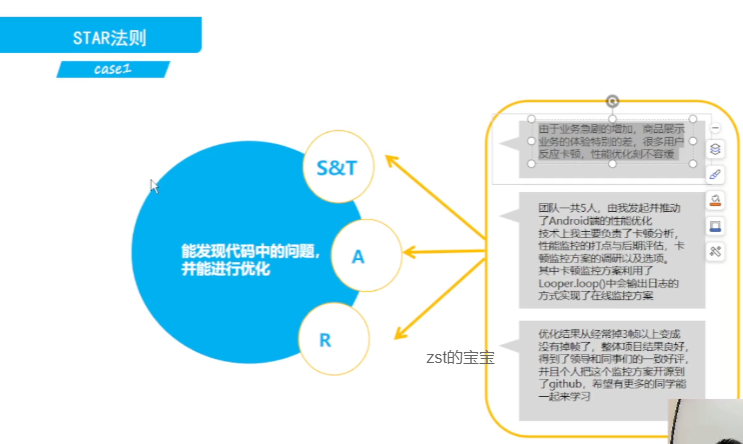 STAR法则
case1
S&T
由于业务急剧的增加，商品展示
业务的体验特别的差，很多用户
反应卡顿，性能优化刻不容缓
能发现代码中的问题，
并能进行优化
A
团队一共5人，由我发起并推动
了Android端的性能优化
技术上我主要负责了卡顿分析，
性能监控的打点与后期评估，卡
顿监控方案的调研以及选项。
其中卡顿监控方案利用了
Looper.loop()中会输出日志的
方式实现了在线监控方案
R
优化结果从经常掉3帧以上变成
没有掉帧了，整体项目结果良好，
得到了领导和同事们的一致好评，
并且个人把这个监控方案开源到
了github，希望有更多的同学能
一起来学习
zst的宝宝